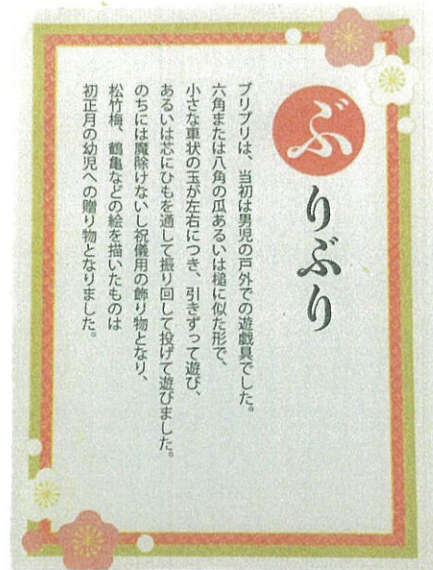 ぶりぶり
ブリブリは、当初は男児の戸外での遊戯具でした。
六角または八角の瓜あるいは槌に似た形で、
小さな車状の玉が左右につき、引きずって遊び、
あるいは芯にひもを通して振り回して投げて遊びました。
のちには魔除けないし祝儀用の飾り物となり、
松竹梅、鶴亀などの絵を描いたものは
初正月の幼児への贈り物となりました。